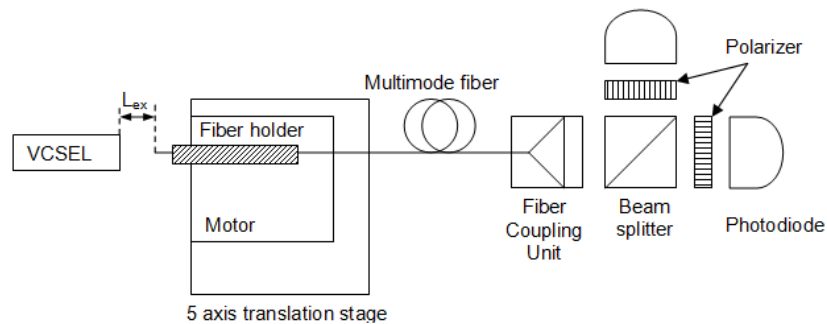 Polarizer
Multimode fiber
Lex
Fiber holder
VCSEL
Motor
Fiber
Coupling
Unit
Beam
splitter
Photodiode
5 axis translation stage